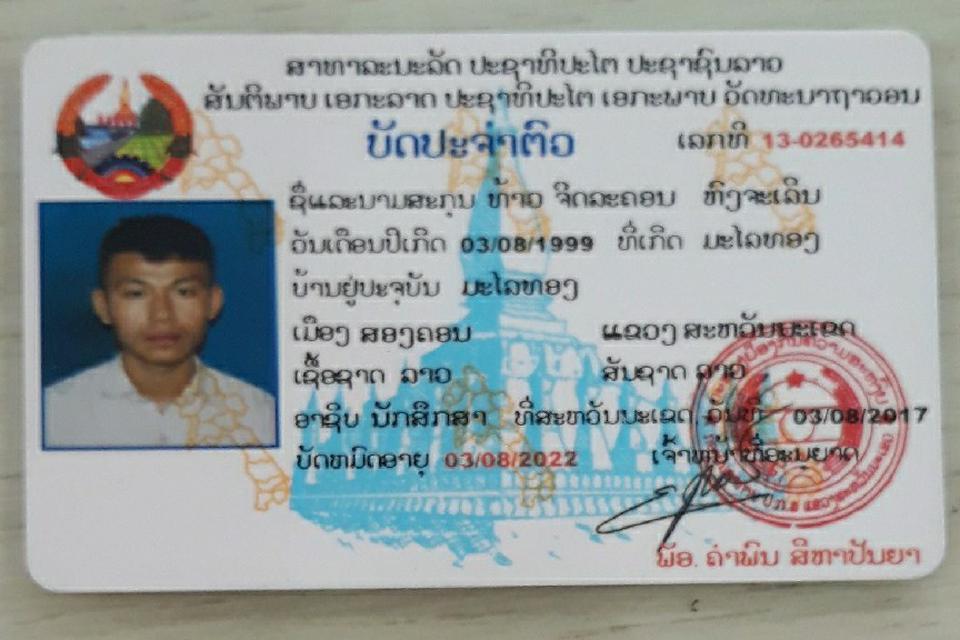 ສາທາລະນະລັດ ປະຊາທິປະໄຕ ປະຊາຊົນລາວ
ສັນຕິພາບ ເອກະລາດ ປະຊາທິປະໄຕ ເອກະພາບ ວັດທະນາຖາວອນ
ບັດປະຈຳຕົວ ເລກທີ 13-0265414
ຊື່ແລະນາມສະກຸນ ທ້າວ ຈິດລະຄອນ ທົງຈະເລີນ
ວັນເດືອນປີເກີດ 03/08/1999 ທີ່ເກີດ ມະໄລທອງ
ບ້ານຢູ່ປະຈຸບັນ ມະໄລທອງ
ເມືອງ ສອງຄອນ ແຂວງ ສະຫວັນນະເຂດ
ເຊື້ອຊາດ ລາວ ສັນຊາດ ລາວ
ອາຊີບ ນັກສຶກສາ ທີ່ສະຫວັນນະເຂດ, ວັນທີ 03/08/2017
ບັດຫມົດອາຍຸ 03/08/2022 ເຈົ້າຫນ້າທີ່ອະນຸຍາດ
ພົອ. ຄຳພົນ ສີຫາປັນຍາ